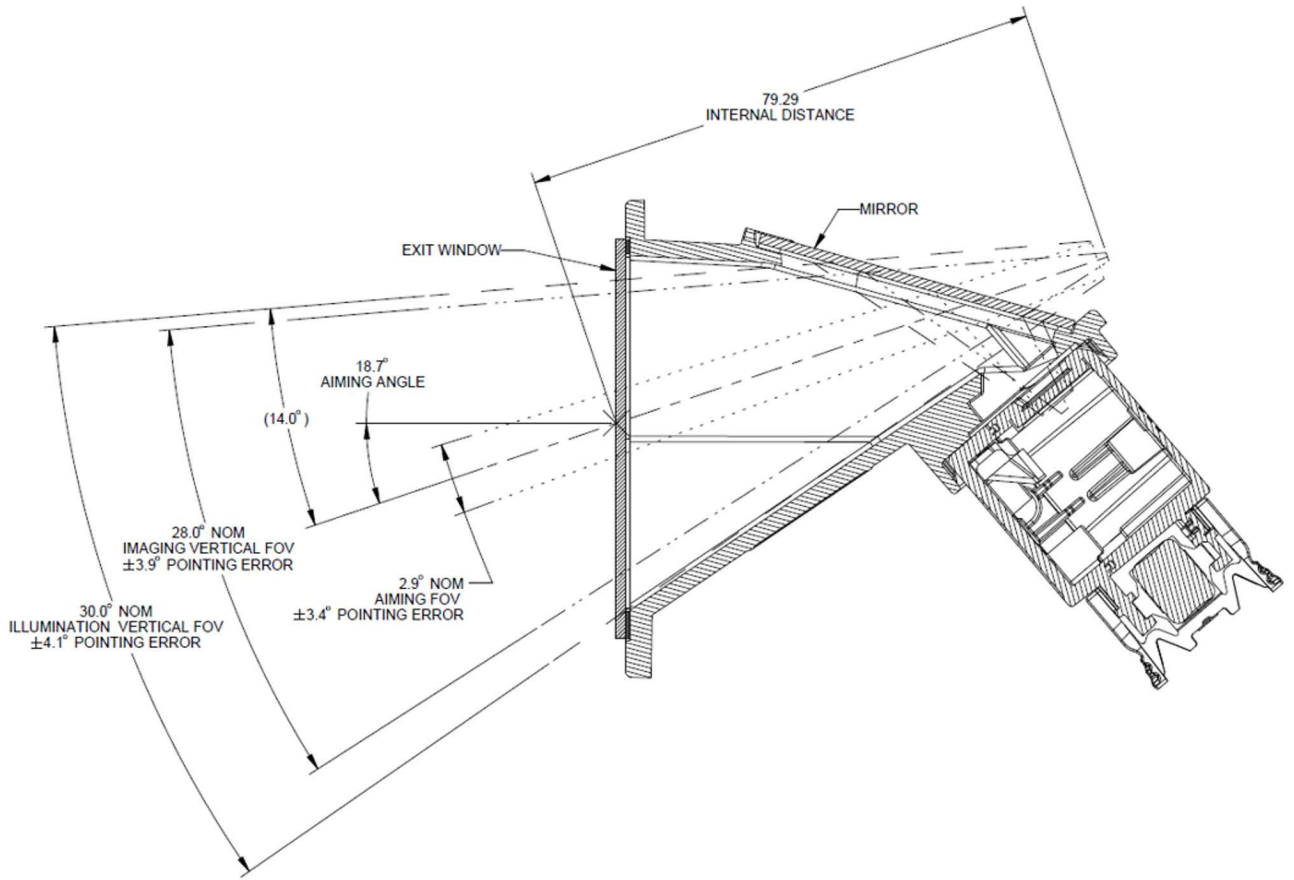 79.29
INTERNAL DISTANCE
MIRROR
EXIT WINDOW
18.7°
AIMING ANGLE
(14.0°)
28.0° NOM
IMAGING VERTICAL FOV
±3.9° POINTING ERROR
2.9° NOM
AIMING FOV
±3.4° POINTING ERROR
30.0° NOM
ILLUMINATION VERTICAL FOV
±4.1° POINTING ERROR